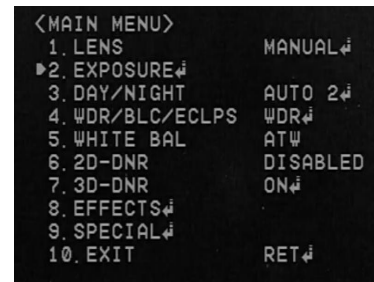 <MAIN MENU>
1. LENS MANUAL↲
▶2. EXPOSURE↲
3. DAY/NIGHT AUTO 2↲
4. WDR/BLC/ECLPS WDR↲
5. WHITE BAL ATW
6. 2D-DNR DISABLED
7. 3D-DNR ON↲
8. EFFECTS↲
9. SPECIAL↲
10. EXIT RET↲